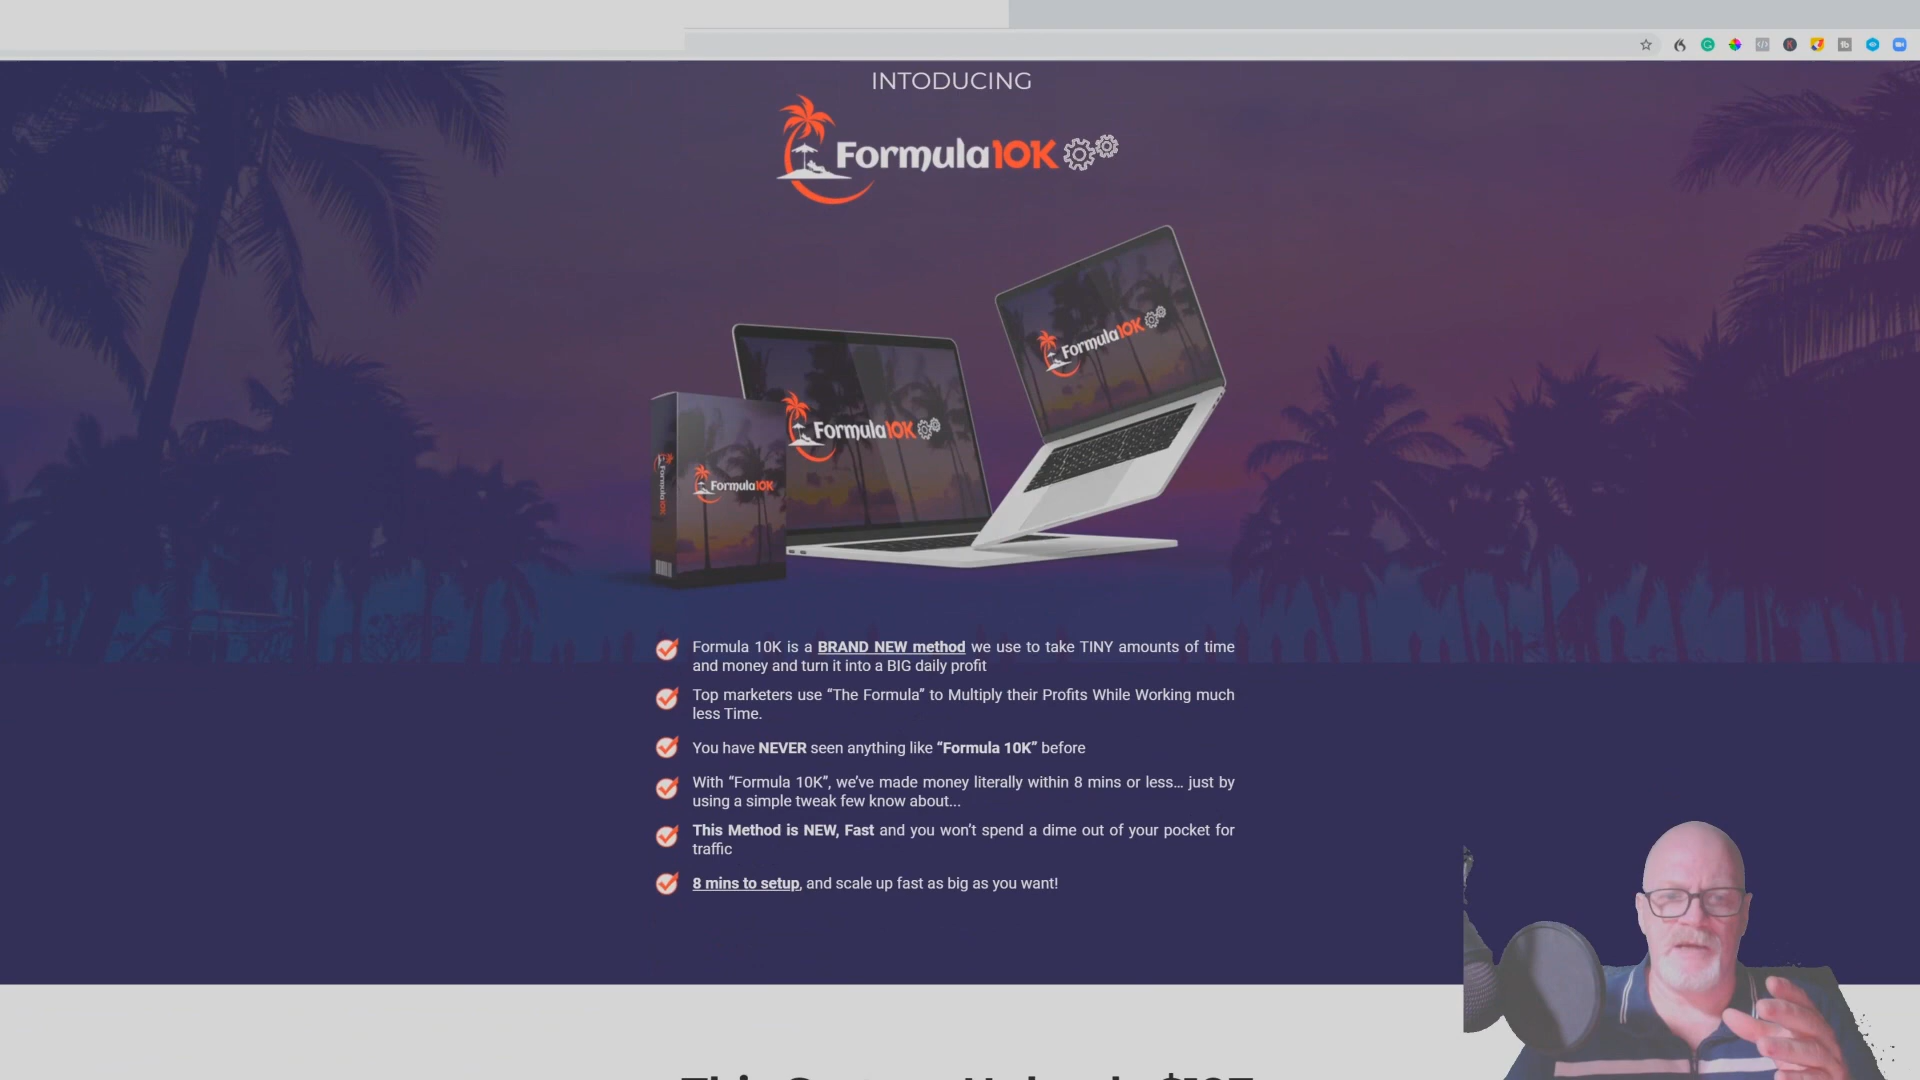 INTODUCING
Formula10K
Formula10K
Formula10K
Formula10K
Formula 10K is a BRAND NEW method we use to take TINY amounts of time
and money and turn it into a BIG daily profit
Top marketers use “The Formula” to Multiply their Profits While Working much
less Time.
You have NEVER seen anything like “Formula 10K” before
With “Formula 10K”, we’ve made money literally within 8 mins or less... just by
using a simple tweak few know about...
This Method is NEW, Fast and you won’t spend a dime out of your pocket for
traffic
8 mins to setup, and scale up fast as big as you want!